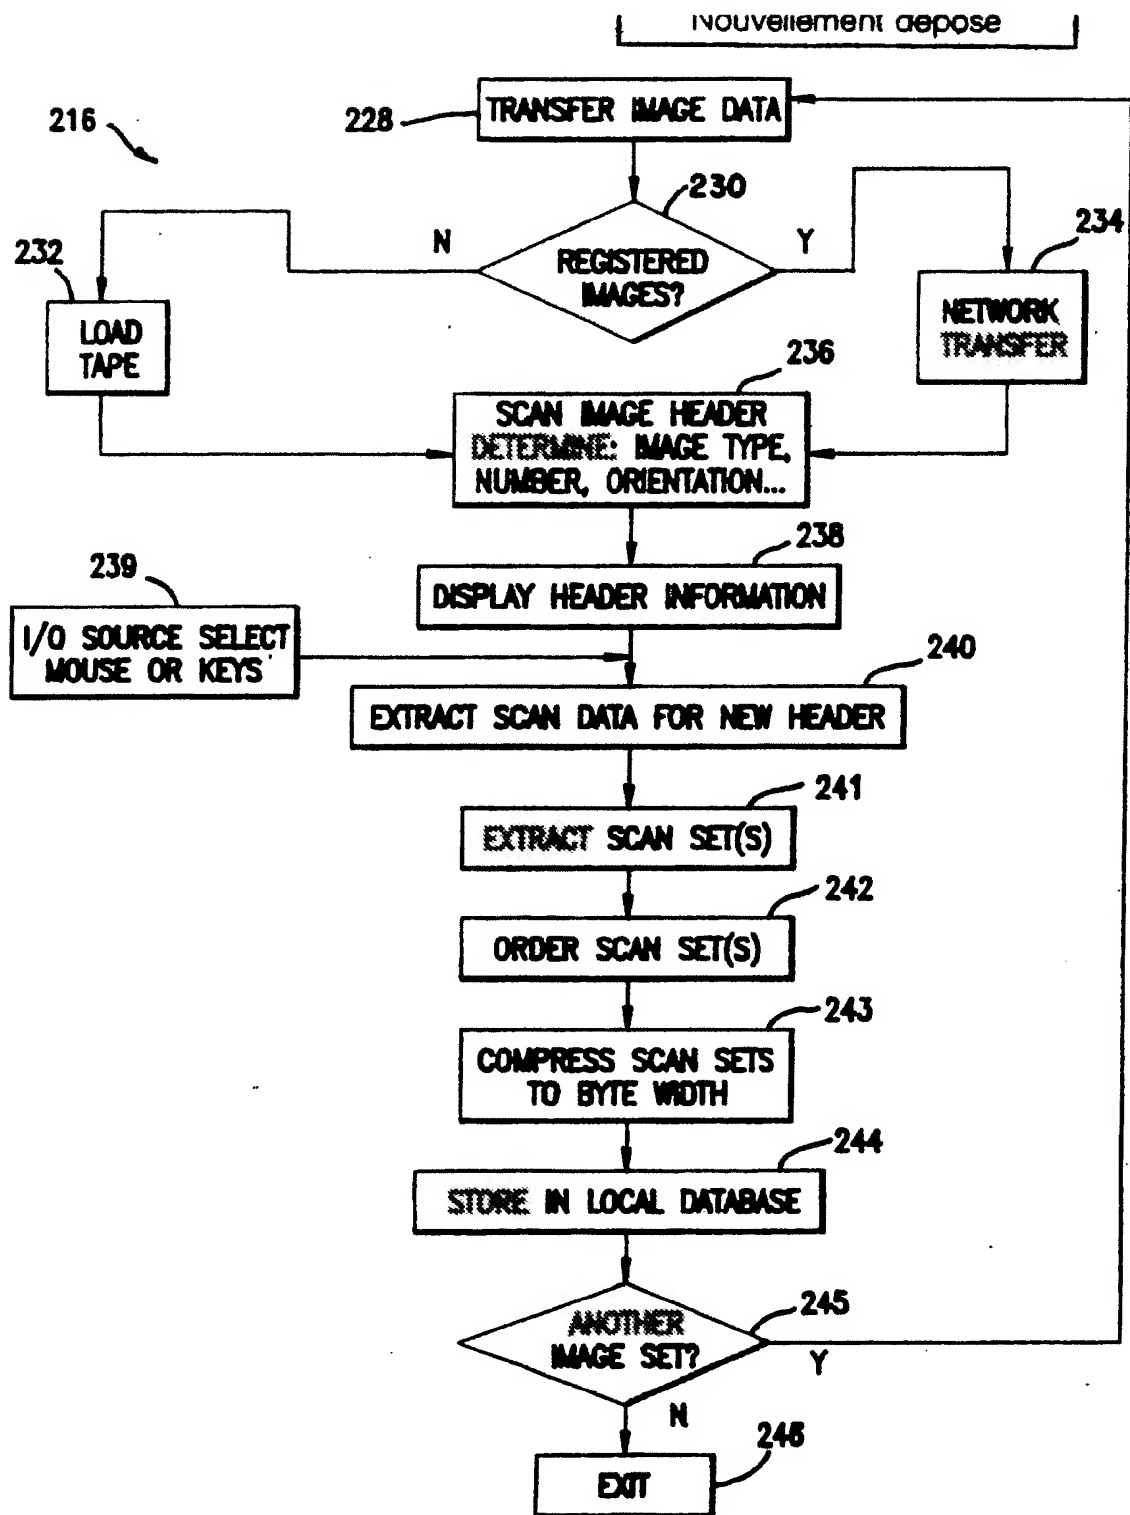 Nouvellement déposé
TRANSFER IMAGE DATA
228
216
230
REGISTERED
IMAGES?
N
Y
232
LOAD
TAPE
234
NETWORK
TRANSFER
236
SCAN IMAGE HEADER
DETERMINE: IMAGE TYPE,
NUMBER, ORIENTATION...
238
DISPLAY HEADER INFORMATION
239
I/O SOURCE SELECT
MOUSE OR KEYS
240
EXTRACT SCAN DATA FOR NEW HEADER
241
EXTRACT SCAN SET(S)
242
ORDER SCAN SET(S)
243
COMPRESS SCAN SETS
TO BYTE WIDTH
244
STORE IN LOCAL DATABASE
245
ANOTHER
IMAGE SET?
Y
N
246
EXIT